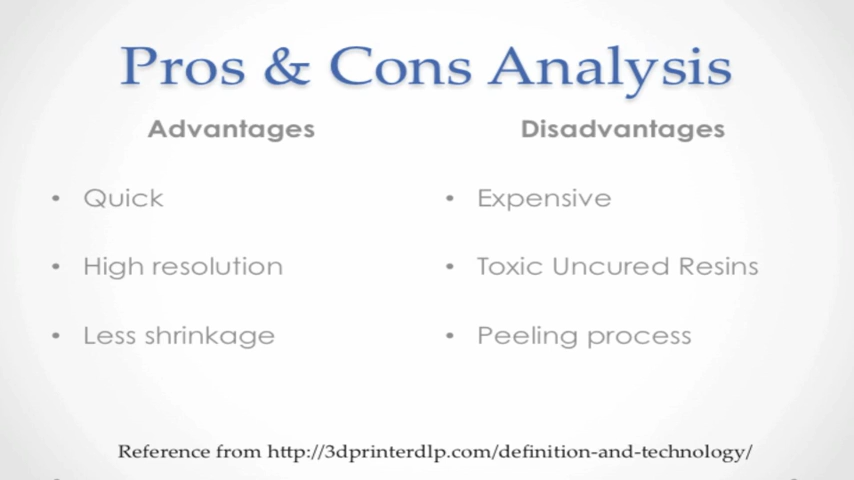 Pros & Cons Analysis
Advantages
• Quick
• High resolution
• Less shrinkage
Disadvantages
• Expensive
• Toxic Uncured Resins
• Peeling process
Reference from http://3dprinterdlp.com/definition-and-technology/